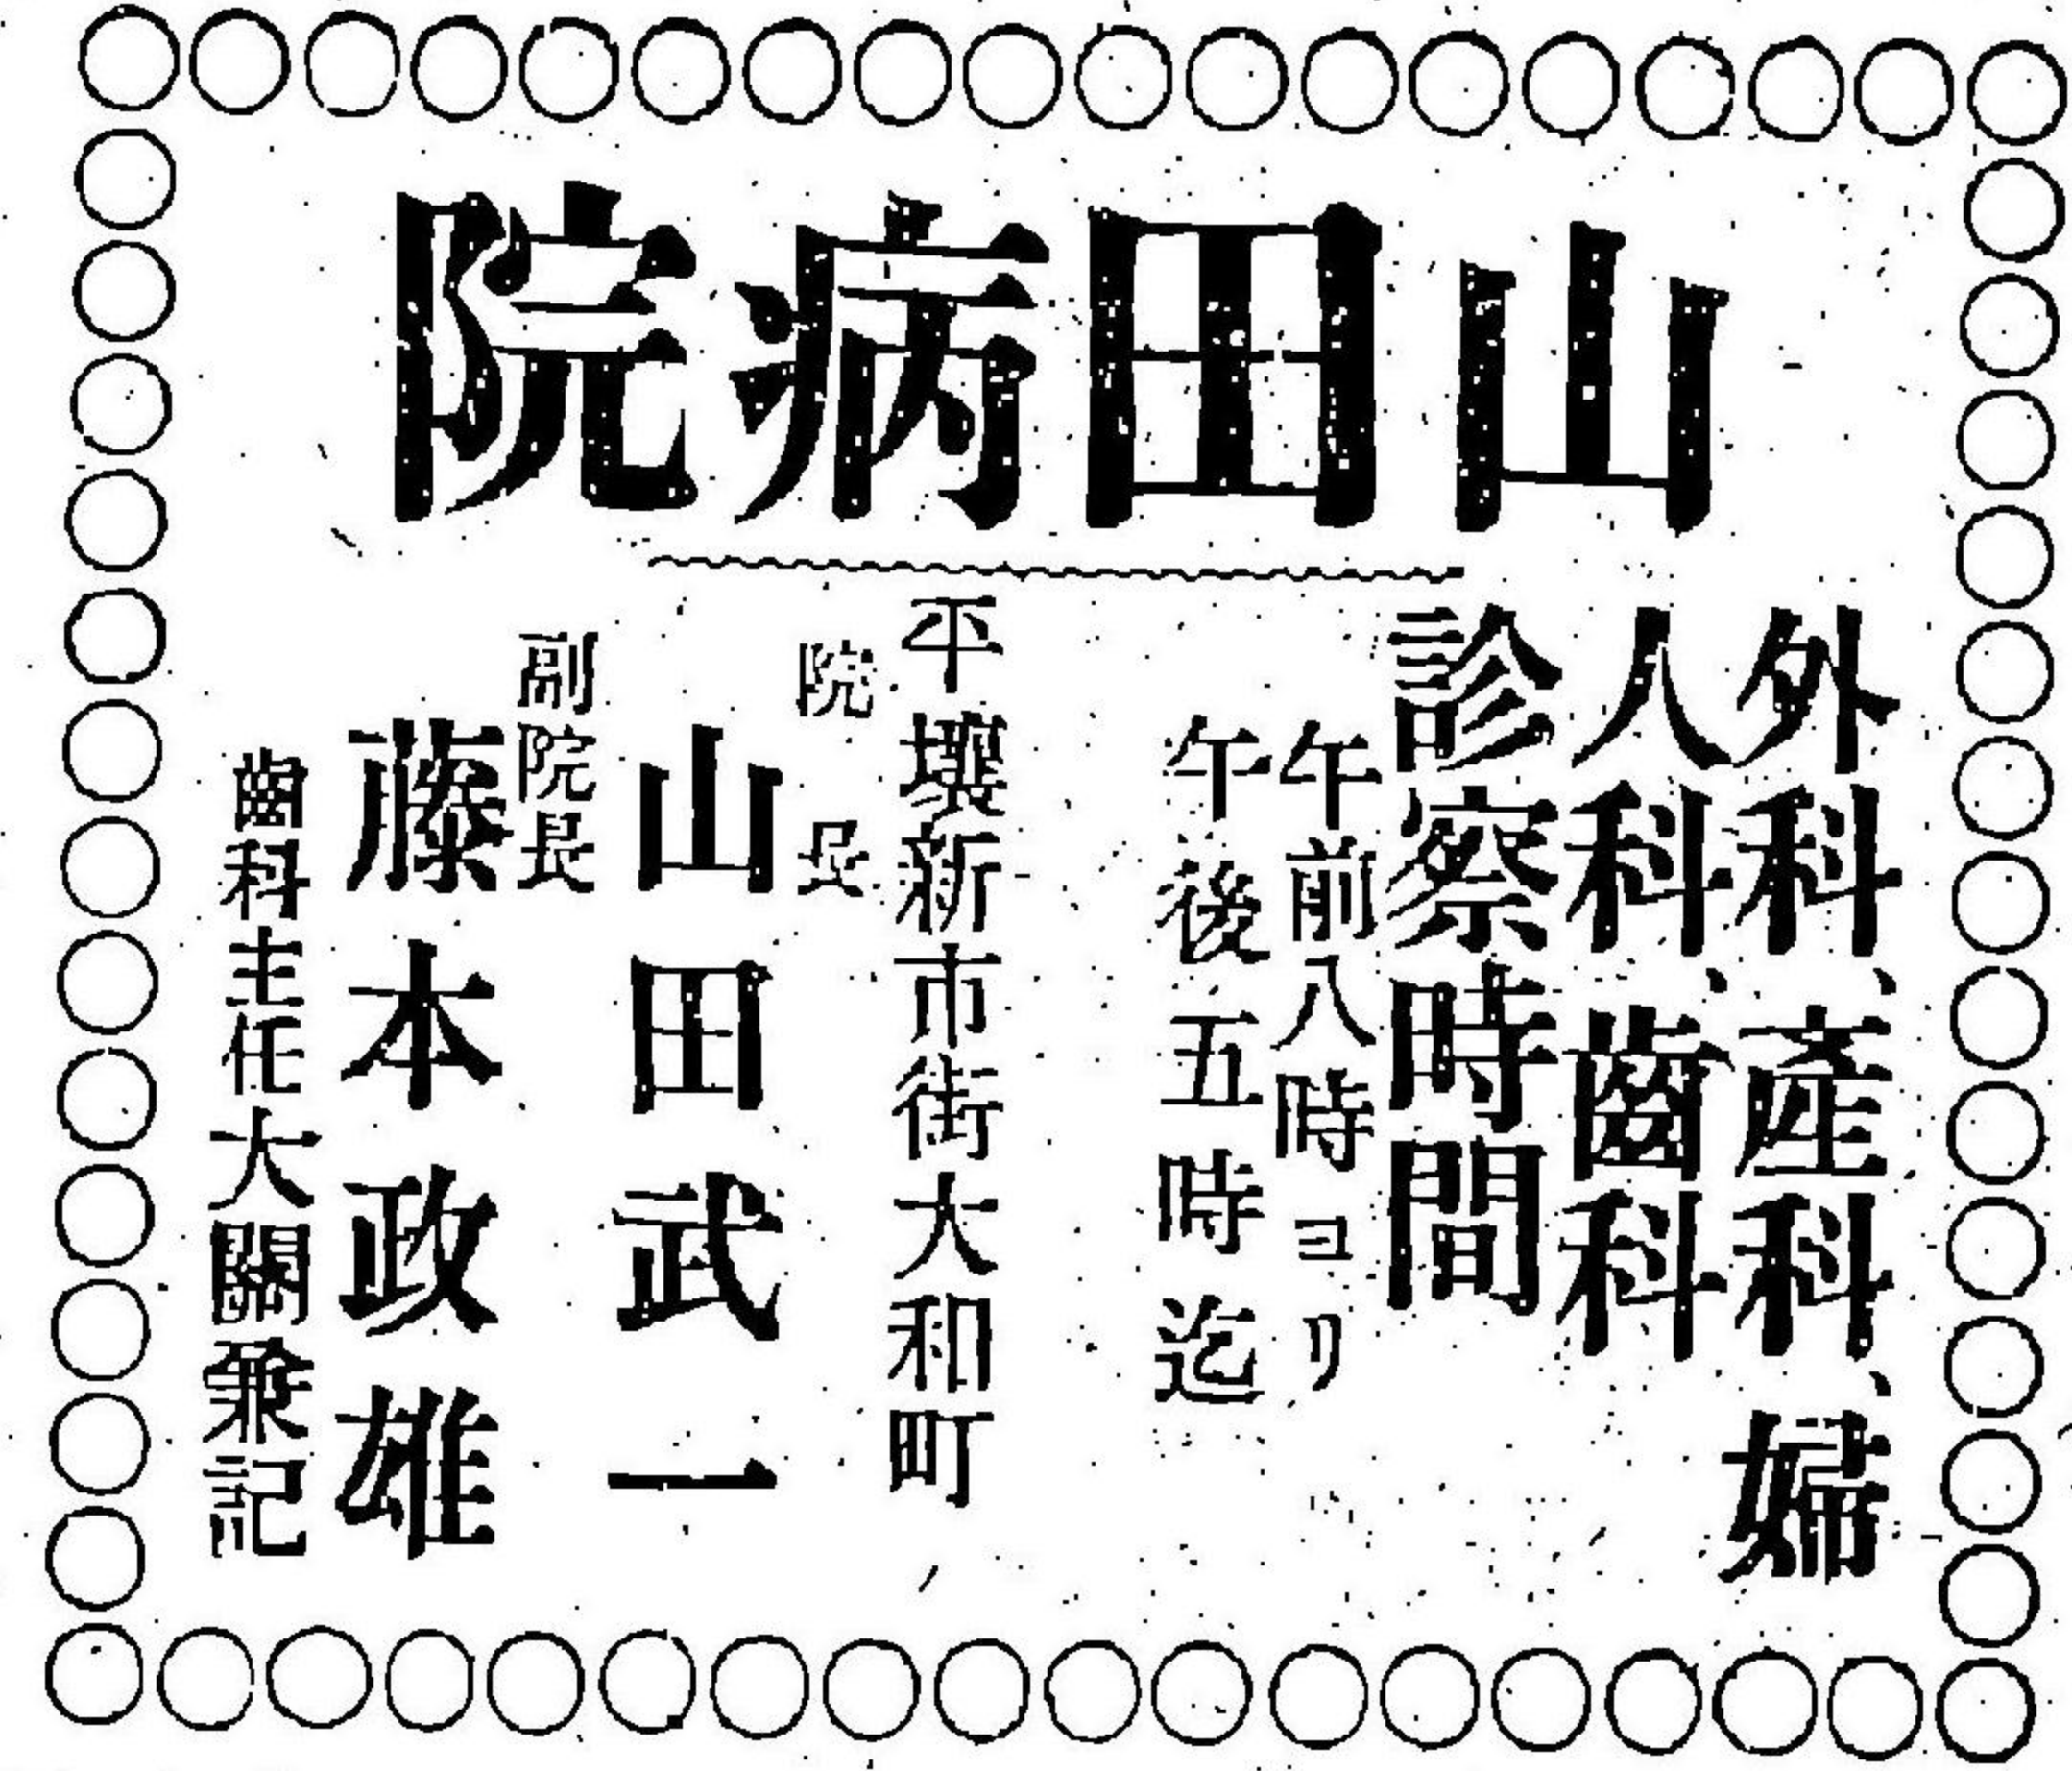 山田病院
外科、產科、婦
人科、齒科
診察時間
午前八時ヨリ
午後五時迄
平壤新市街大和町
院長
山田武一
副院長
藤本政雄
齒科主任大關兼記